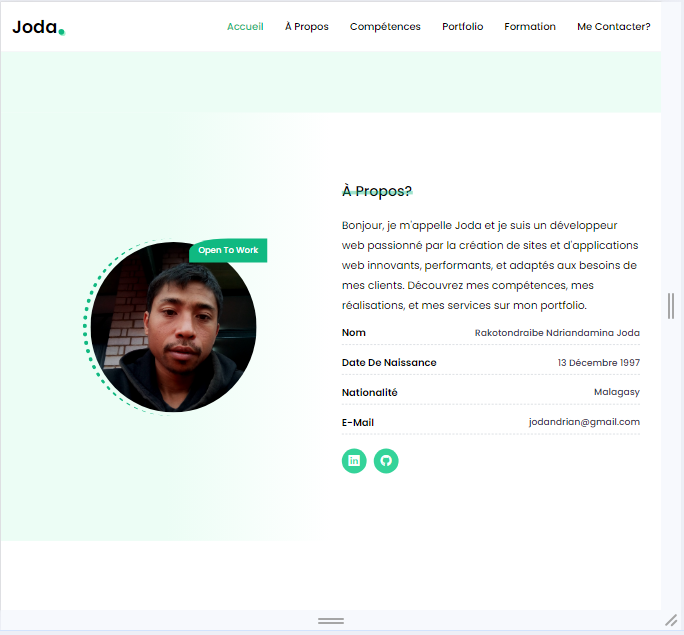 Joda.
Accueil À Propos Compétences Portfolio Formation Me Contacter?
Open To Work
À Propos?
Bonjour, je m'appelle Joda et je suis un développeur
web passionné par la création de sites et d'applications
web innovants, performants, et adaptés aux besoins de
mes clients. Découvrez mes compétences, mes
réalisations, et mes services sur mon portfolio.
Nom Rakotondraibe Ndriandamina Joda
Date De Naissance 13 Décembre 1997
Nationalité Malagasy
E-Mail jodandrian@gmail.com
in